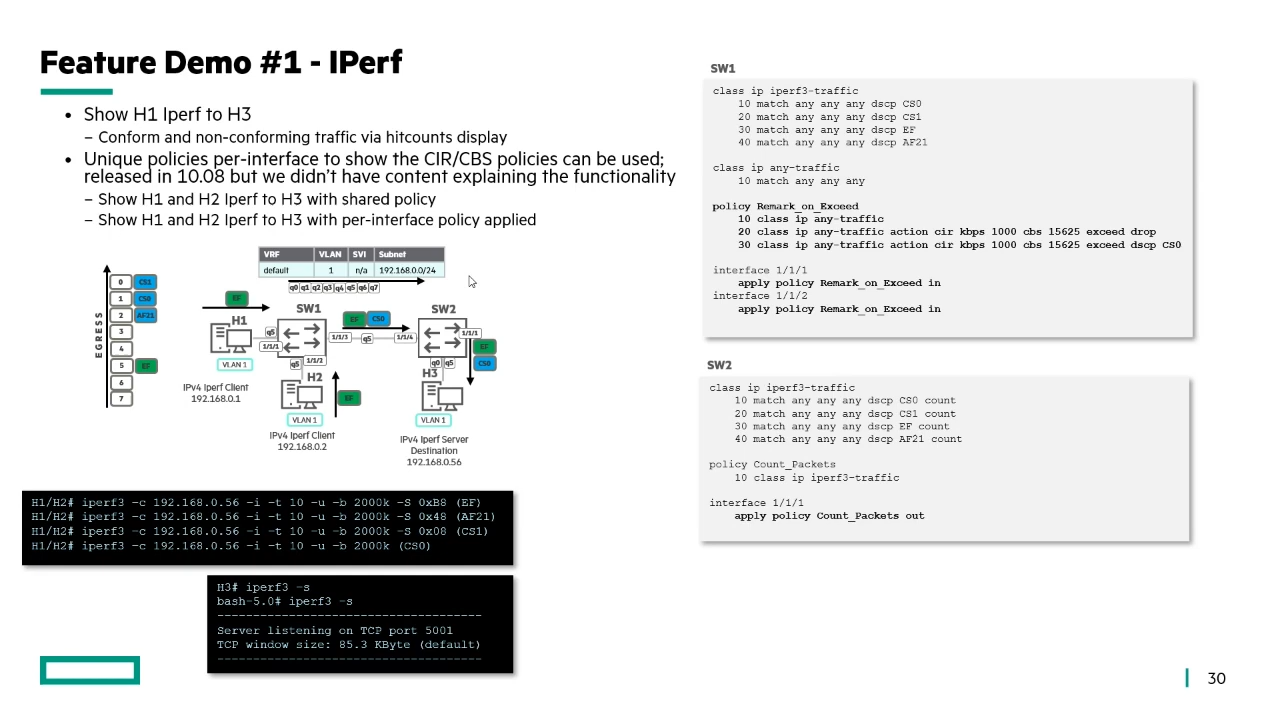 Feature Demo #1 - IPerf
• Show H1 Iperf to H3
– Conform and non-conforming traffic via hitcounts display
• Unique policies per-interface to show the CIR/CBS policies can be used;
released in 10.08 but we didn't have content explaining the functionality
– Show H1 and H2 Iperf to H3 with shared policy
– Show H1 and H2 Iperf to H3 with per-interface policy applied
VRF VLAN SVI Subnet
default 1 n/a 192.168.0.0/24
q0 q1 q2 q3 q4 q5 q6 q7
EGRESS
0 CS1
1 CS0
2 AF21
3
4
5 EF
6
7
EF
H1
SW1
EF CS0
SW2
q5
1/1/1
1/1/3
q5
1/1/4
1/1/1
EF
CS0
VLAN 1
q5
1/1/2
q0 q5
IPv4 Iperf Client
192.168.0.1
H2
EF
H3
VLAN 1
VLAN 1
IPv4 Iperf Client
192.168.0.2
IPv4 Iperf Server
Destination
192.168.0.56
H1/H2# iperf3 -c 192.168.0.56 -i -t 10 -u -b 2000k -S 0xB8 (EF)
H1/H2# iperf3 -c 192.168.0.56 -i -t 10 -u -b 2000k -S 0x48 (AF21)
H1/H2# iperf3 -c 192.168.0.56 -i -t 10 -u -b 2000k -S 0x08 (CS1)
H1/H2# iperf3 -c 192.168.0.56 -i -t 10 -u -b 2000k (CS0)
H3# iperf3 -s
bash-5.0# iperf3 -s
------------------------------------
Server listening on TCP port 5001
TCP window size: 85.3 KByte (default)
------------------------------------
SW1
class ip iperf3-traffic
10 match any any any dscp CS0
20 match any any any dscp CS1
30 match any any any dscp EF
40 match any any any dscp AF21
class ip any-traffic
10 match any any any
policy Remark_on_Exceed
10 class ip any-traffic
20 class ip any-traffic action cir kbps 1000 cbs 15625 exceed drop
30 class ip any-traffic action cir kbps 1000 cbs 15625 exceed dscp CS0
interface 1/1/1
apply policy Remark_on_Exceed in
interface 1/1/2
apply policy Remark_on_Exceed in
SW2
class ip iperf3-traffic
10 match any any any dscp CS0 count
20 match any any any dscp CS1 count
30 match any any any dscp EF count
40 match any any any dscp AF21 count
policy Count_Packets
10 class ip iperf3-traffic
interface 1/1/1
apply policy Count_Packets out
30